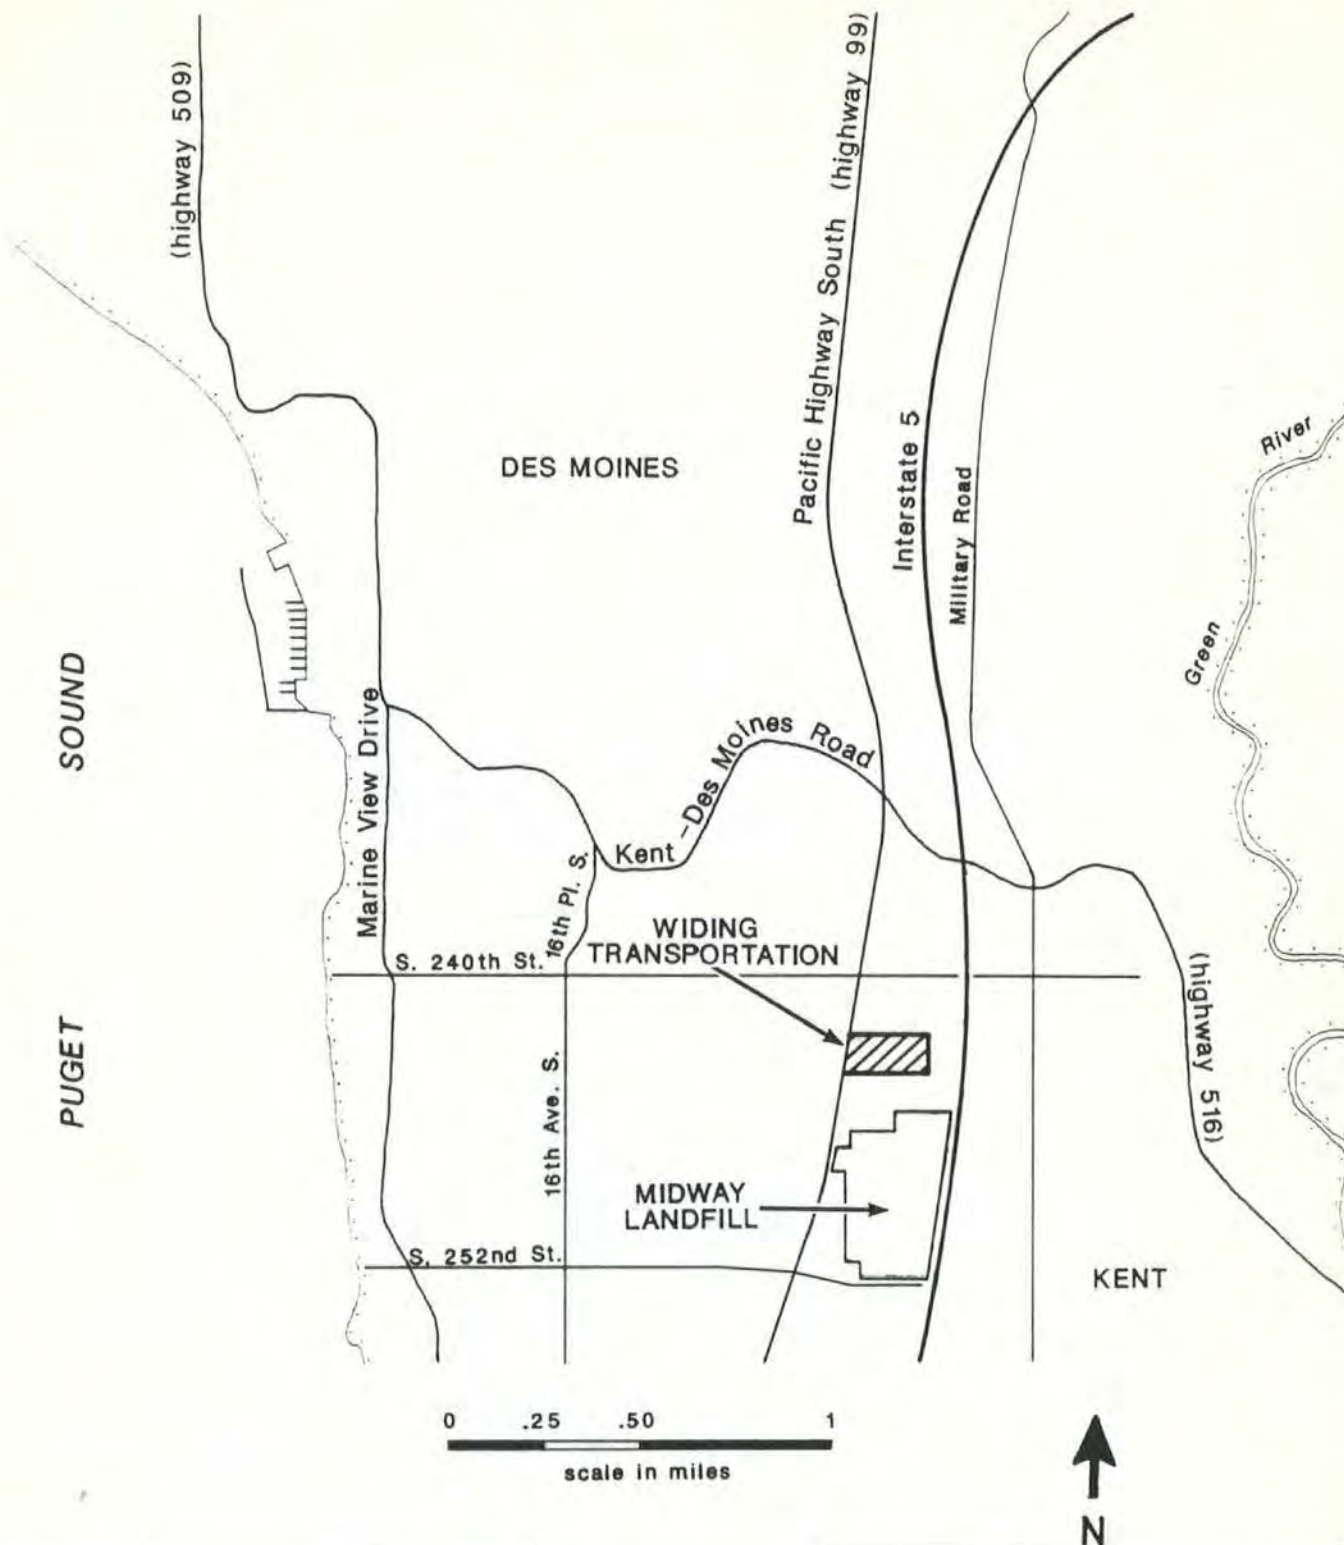 (highway 509)
Pacific Highway South (highway 99)
DES MOINES
Interstate 5
Military Road
River
Green
SOUND
PUGET
Marine View Drive
Kent-Des Moines Road
16th Pl. S.
WIDING
TRANSPORTATION
S. 240th St.
(highway 516)
16th Ave. S.
MIDWAY
LANDFILL
S. 252nd St.
KENT
0 .25 .50 1
scale in miles
N